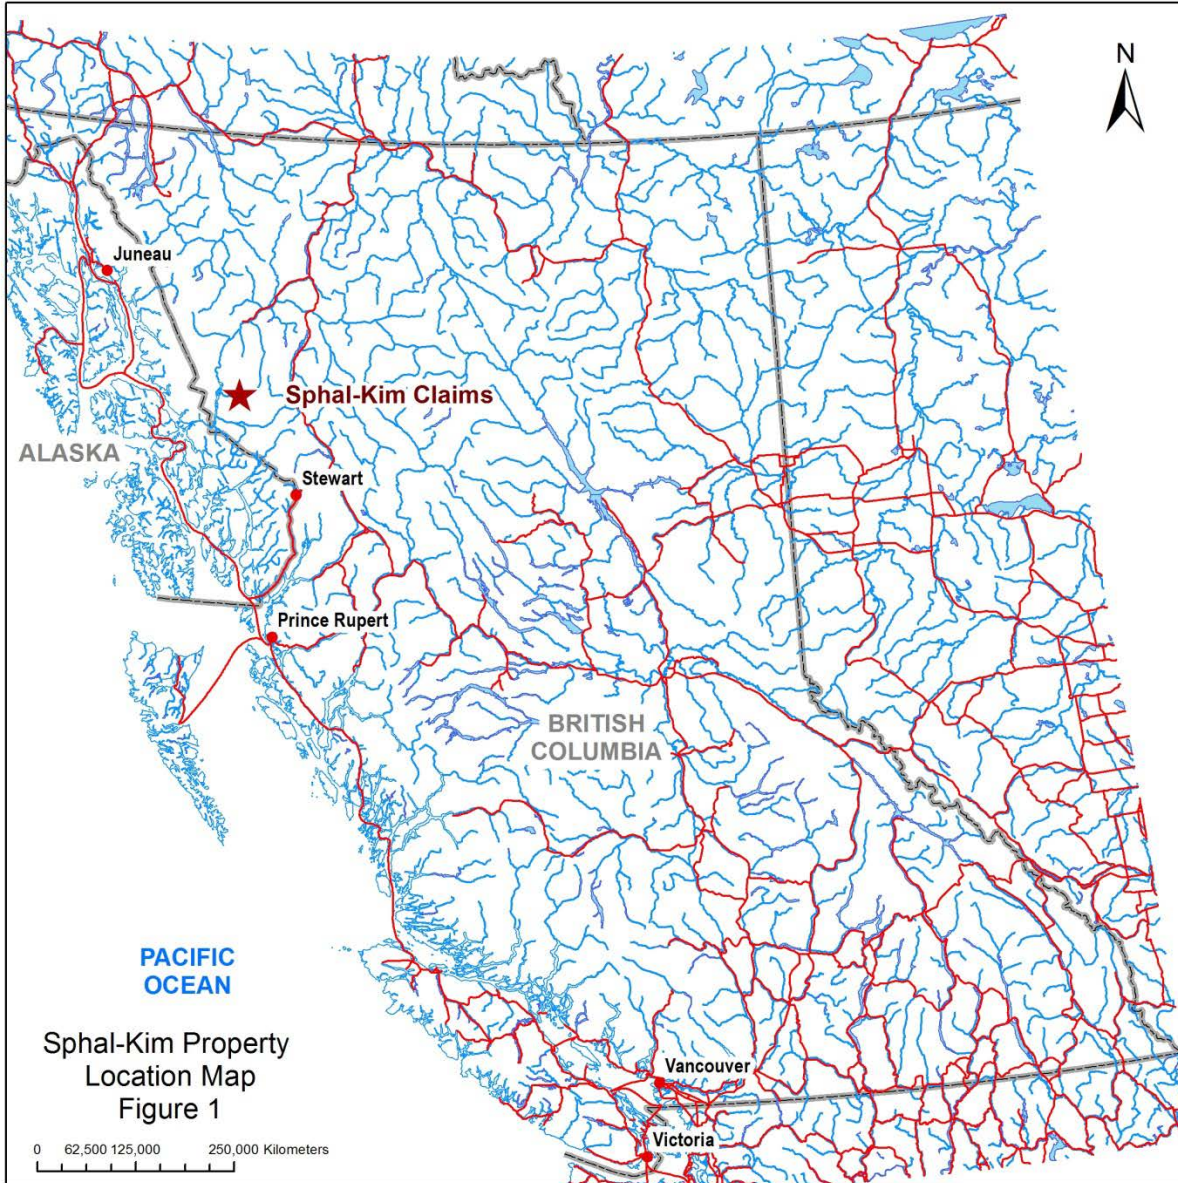 N
Juneau
Sphal-Kim Claims
ALASKA
Stewart
Prince Rupert
BRITISH
COLUMBIA
PACIFIC
OCEAN
Sphal-Kim Property
Location Map
Figure 1
Vancouver
Victoria
0 62,500 125,000 250,000 Kilometers